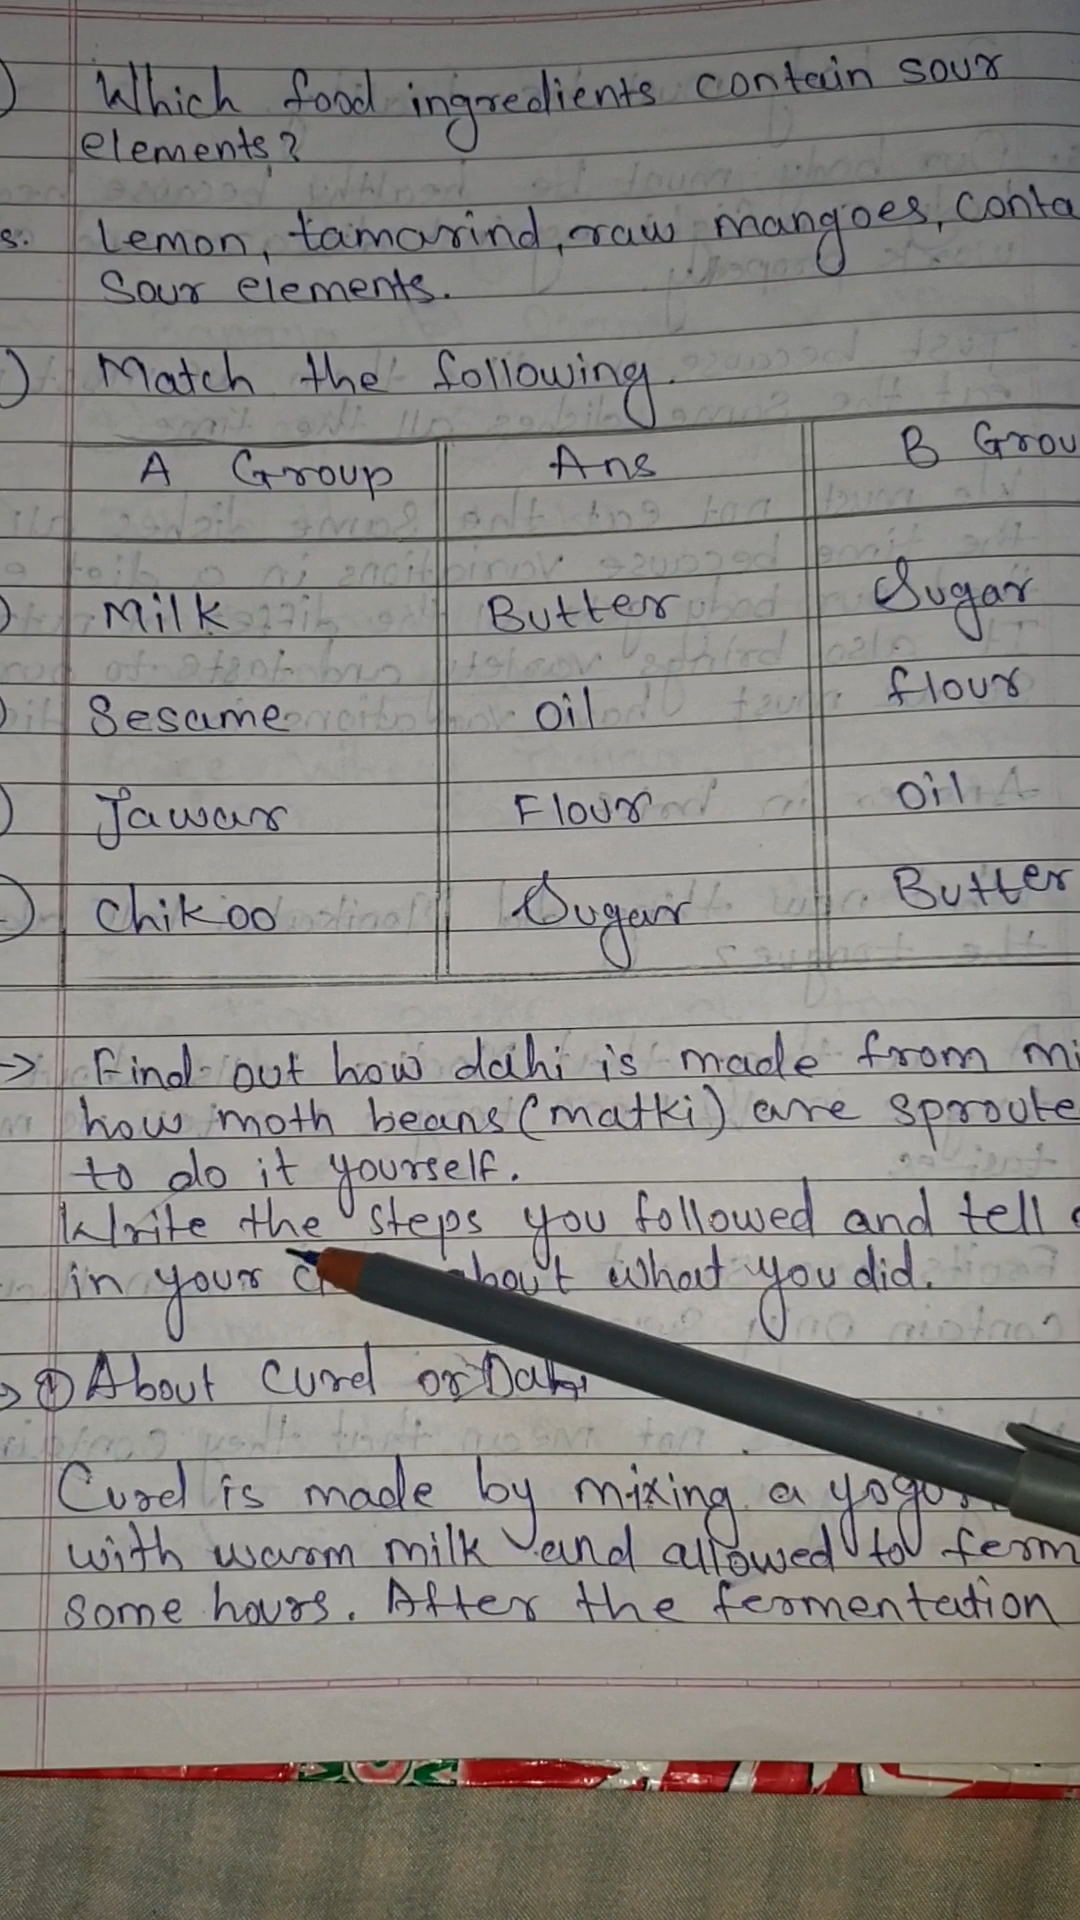 Which food ingredients contain sour
elements?
s. Lemon, tamarind, raw mangoes, conta
Sour elements.
Match the following.
A Group Ans B Grou
Milk Butter Sugar
Sesame Oil flour
Jawar Flour Oil
Chikoo Sugar Butter
→ Find out how dahi is made from mi
how moth beans (matki) are sproute
to do it yourself.
Write the steps you followed and tell
in your about what you did.
→ ① About Curd or Dahi
Curd is made by mixing a
with warm milk and allowed to ferm
some hours. After the fermentation